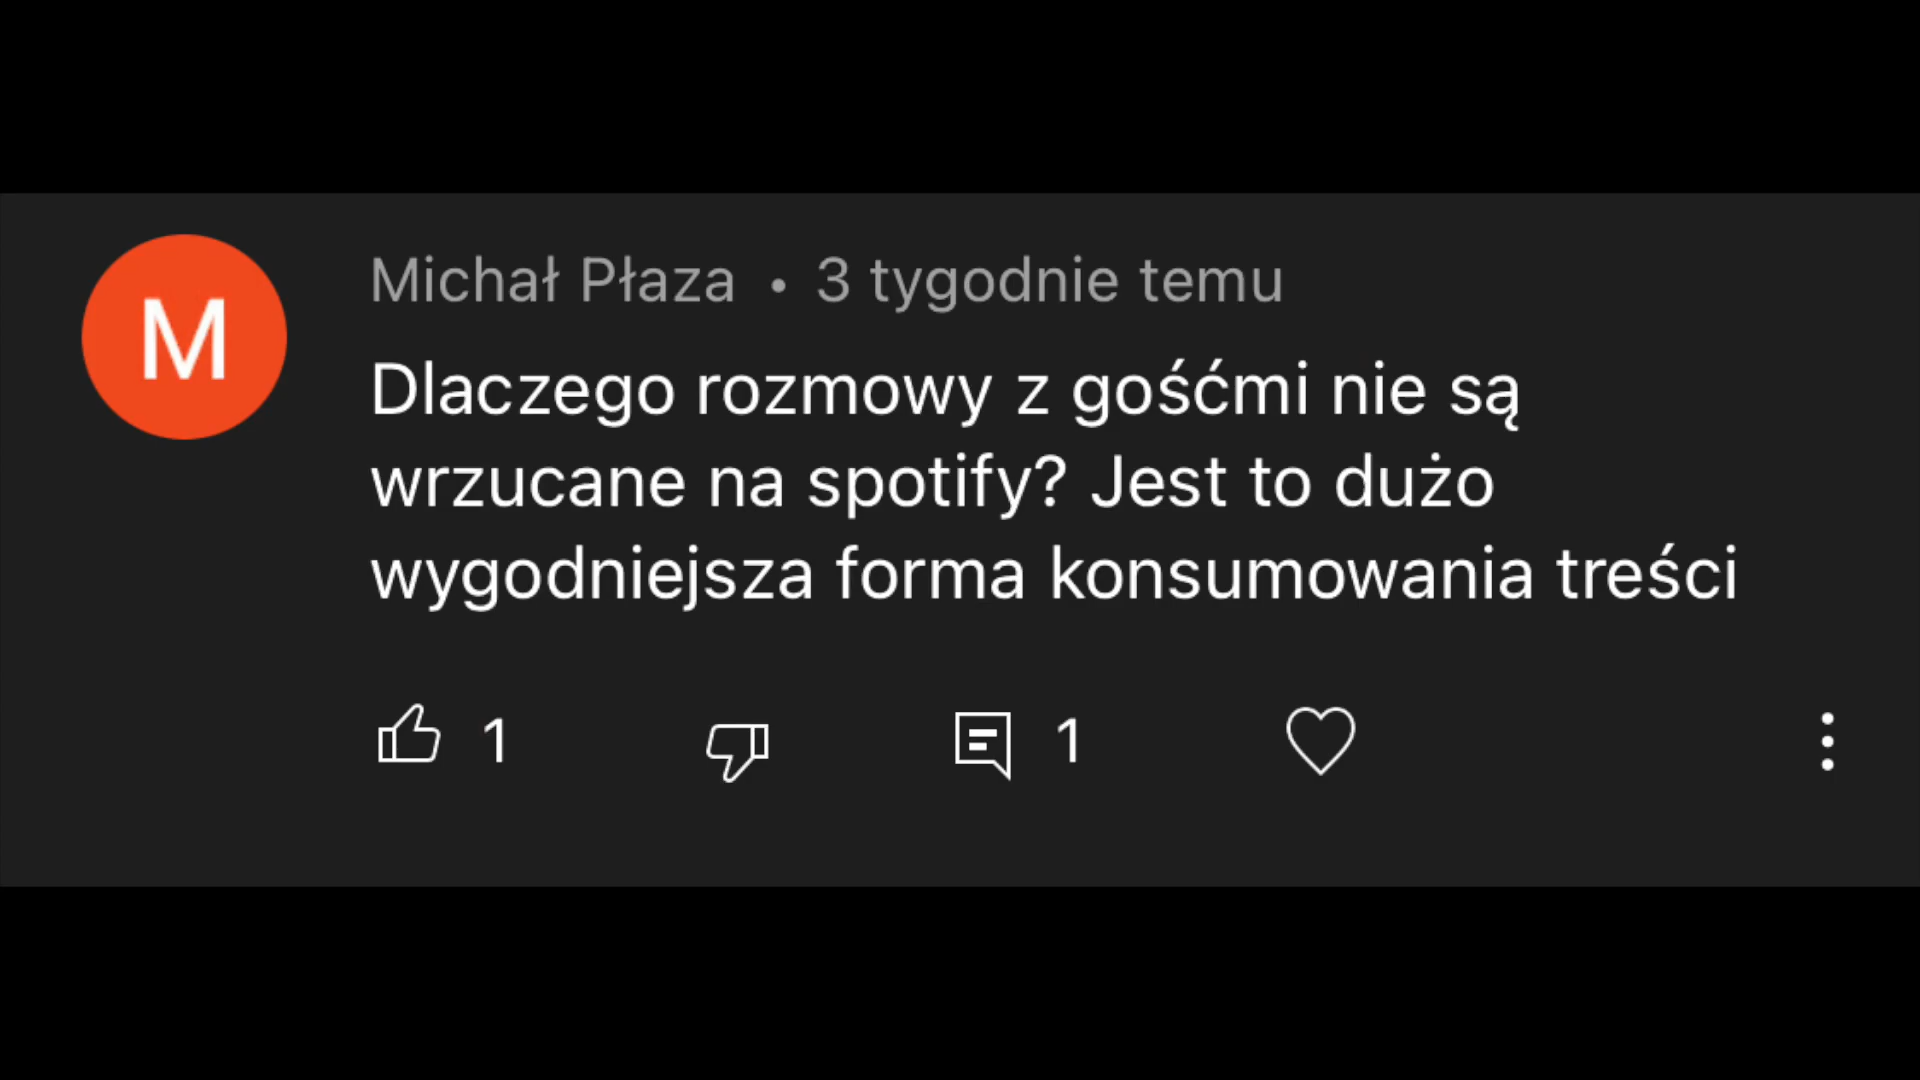 M
Michał Płaza • 3 tygodnie temu
Dlaczego rozmowy z gośćmi nie są
wrzucane na spotify? Jest to dużo
wygodniejsza forma konsumowania treści
1 1